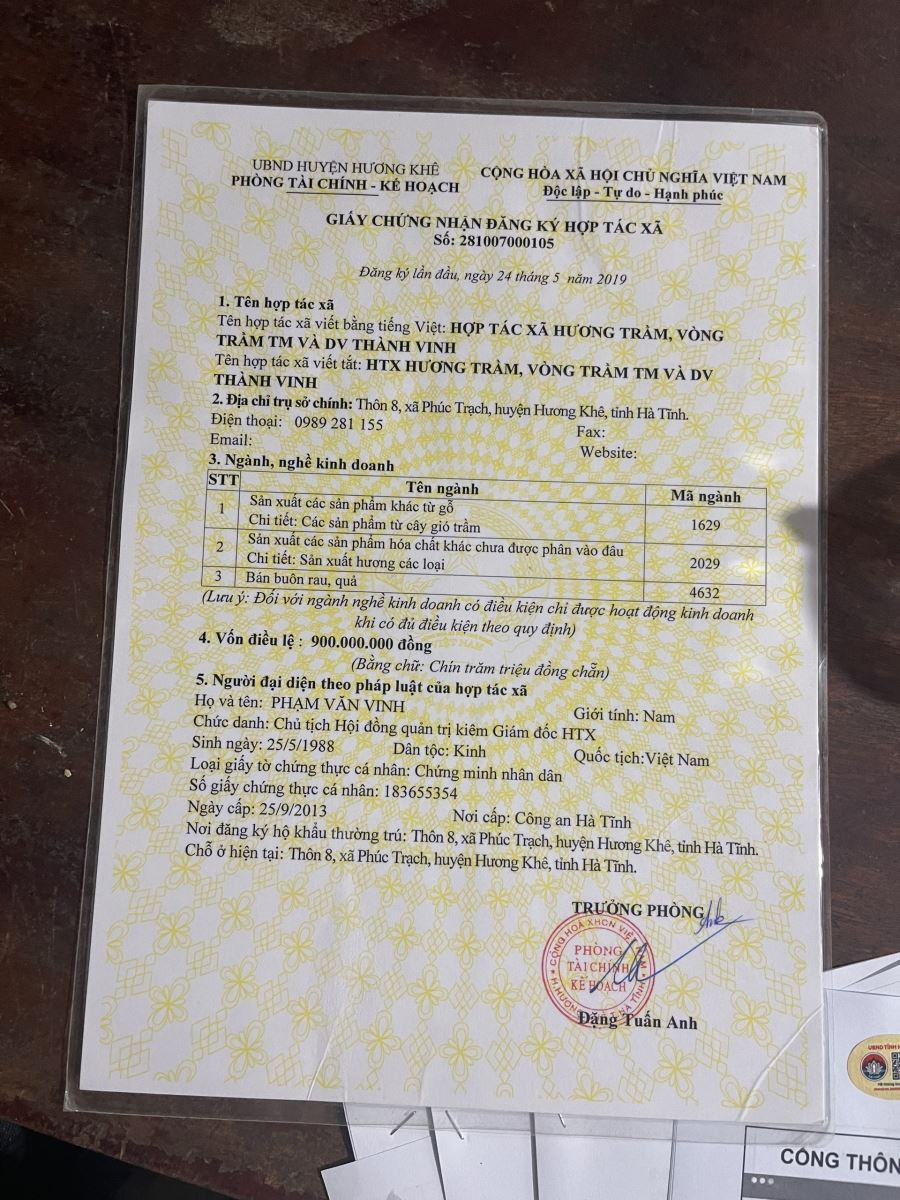 UBND HUYỆN HƯƠNG KHÊ
PHÒNG TÀI CHÍNH - KẾ HOẠCH
CỘNG HÒA XÃ HỘI CHỦ NGHĨA VIỆT NAM
Độc lập - Tự do - Hạnh phúc
GIẤY CHỨNG NHẬN ĐĂNG KÝ HỢP TÁC XÃ
Số: 281007000105
Đăng ký lần đầu, ngày 24 tháng 5 năm 2019
1. Tên hợp tác xã
Tên hợp tác xã viết bằng tiếng Việt: HỢP TÁC XÃ HƯƠNG TRẦM, VÒNG
TRẦM TM VÀ DV THÀNH VINH
Tên hợp tác xã viết tắt: HTX HƯƠNG TRẦM, VÒNG TRẦM TM VÀ DV
THÀNH VINH
2. Địa chỉ trụ sở chính: Thôn 8, xã Phúc Trạch, huyện Hương Khê, tỉnh Hà Tĩnh.
Điện thoại: 0989 281 155 Fax:
Email: Website:
3. Ngành, nghề kinh doanh
STT Tên ngành Mã ngành
1 Sản xuất các sản phẩm khác từ gỗ
Chi tiết: Các sản phẩm từ cây gió trầm 1629
2 Sản xuất các sản phẩm hóa chất khác chưa được phân vào đâu
Chi tiết: Sản xuất hương các loại 2029
3 Bán buôn rau, quả 4632
(Lưu ý: Đối với ngành nghề kinh doanh có điều kiện chỉ được hoạt động kinh doanh
khi có đủ điều kiện theo quy định)
4. Vốn điều lệ : 900.000.000 đồng
(Bằng chữ: Chín trăm triệu đồng chẵn)
5. Người đại diện theo pháp luật của hợp tác xã
Họ và tên: PHẠM VĂN VINH Giới tính: Nam
Chức danh: Chủ tịch Hội đồng quản trị kiêm Giám đốc HTX
Sinh ngày: 25/5/1988 Dân tộc: Kinh Quốc tịch:Việt Nam
Loại giấy tờ chứng thực cá nhân: Chứng minh nhân dân
Số giấy chứng thực cá nhân: 183655354
Ngày cấp: 25/9/2013 Nơi cấp: Công an Hà Tĩnh
Nơi đăng ký hộ khẩu thường trú: Thôn 8, xã Phúc Trạch, huyện Hương Khê, tỉnh Hà Tĩnh.
Chỗ ở hiện tại: Thôn 8, xã Phúc Trạch, huyện Hương Khê, tỉnh Hà Tĩnh.
TRƯỞNG PHÒNG
PHÒNG
TÀI CHÍNH
KẾ HOẠCH
Đặng Tuấn Anh
UBND TỈNH
CỔNG THÔN